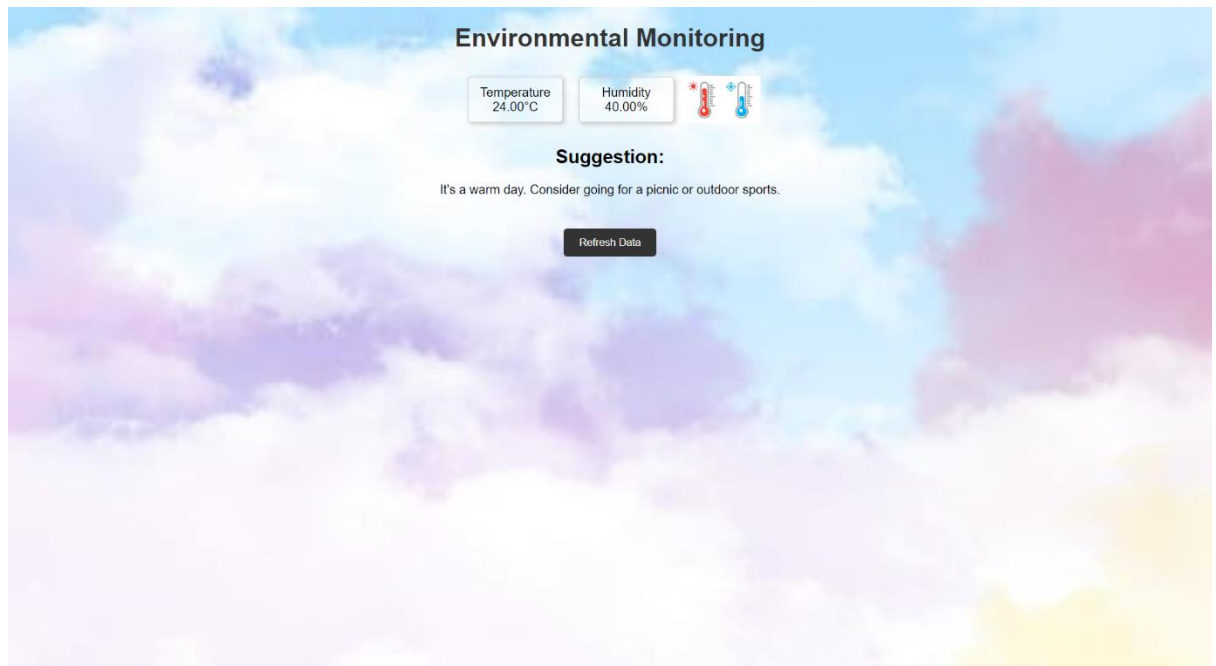 Environmental Monitoring
Temperature
24.00°C
Humidity
40.00%
Suggestion:
It's a warm day. Consider going for a picnic or outdoor sports.
Refresh Data